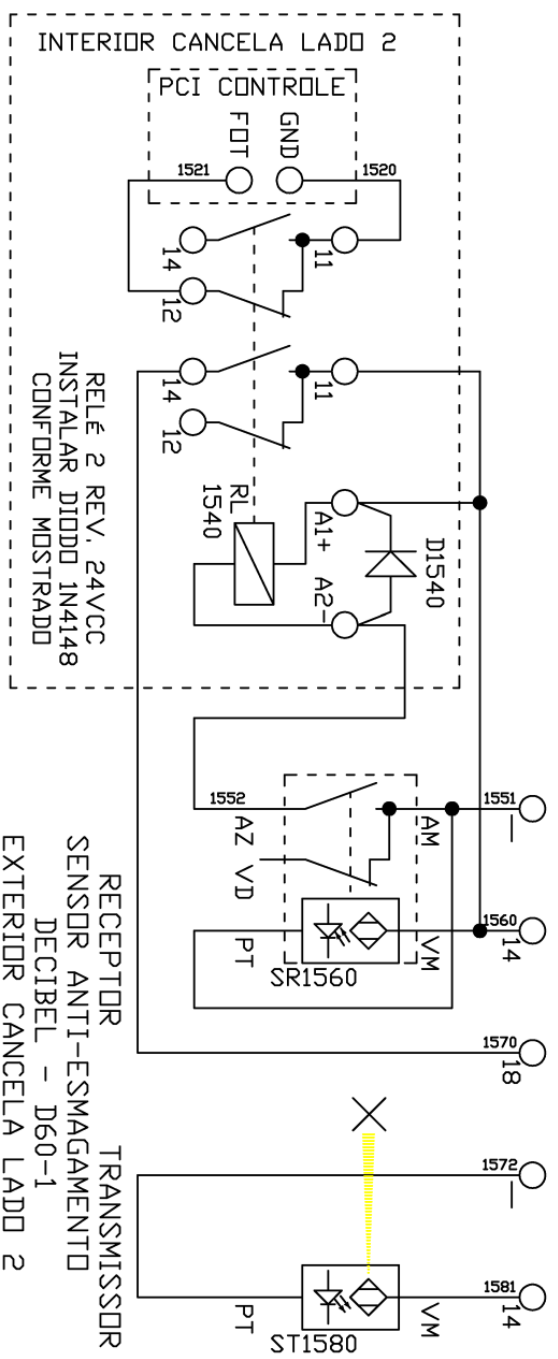 INTERIOR CANCELA LADO 2
PCI CONTROLE
FOT
GND
1521
1520
14
12
11
14
12
11
RELÉ 2 REV. 24VCC
INSTALAR DIODO 1N4148
CONFORME MOSTRADO
RL
1540
A1+
A2-
D1540
1552
AZ
VD
PT
AM
VM
SR1560
1551
-
1560
14
1570
18
1572
-
1581
14
RECEPTOR
TRANSMISSOR
SENSOR ANTI-ESMAGAMENTO
DECIBEL - D60-1
EXTERIOR CANCELA LADO 2
PT
VM
ST1580